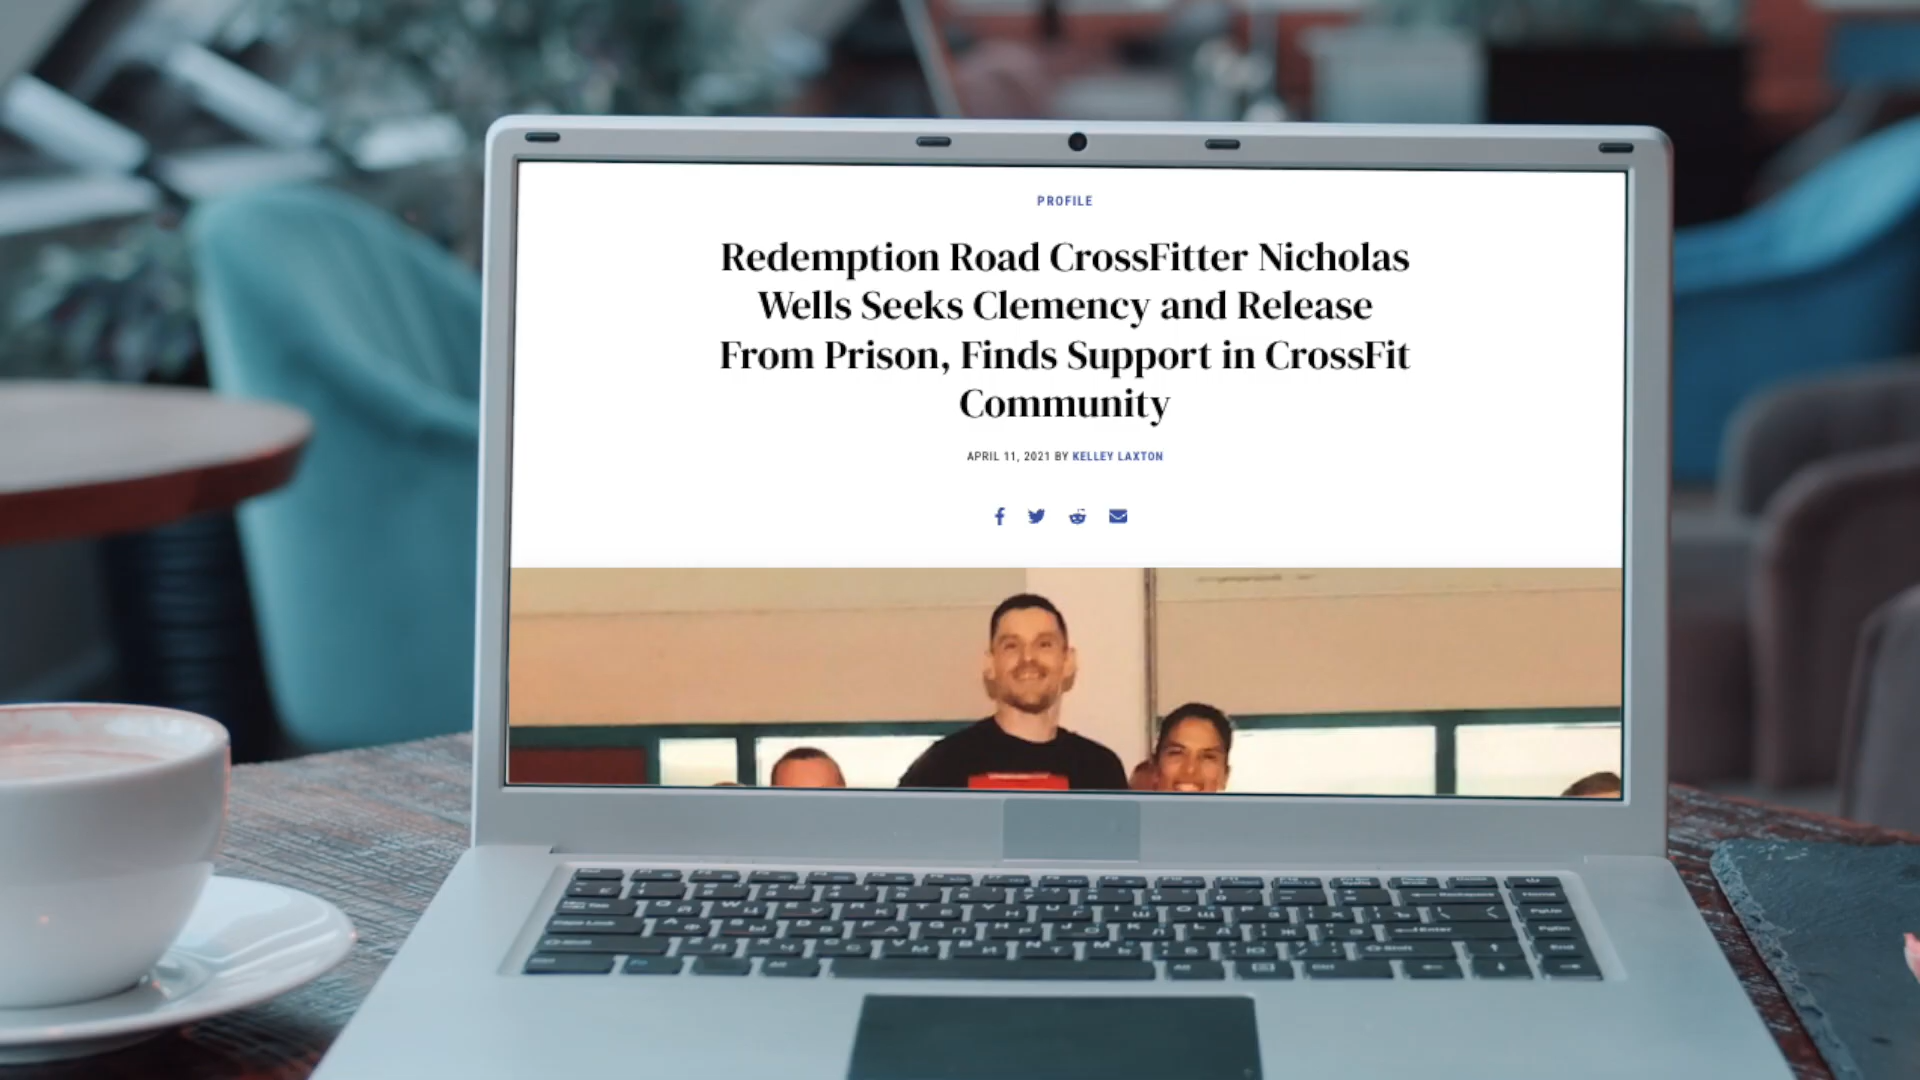 PROFILE
Redemption Road CrossFitter Nicholas
Wells Seeks Clemency and Release
From Prison, Finds Support in CrossFit
Community
APRIL 11, 2021 BY KELLEY LAXTON